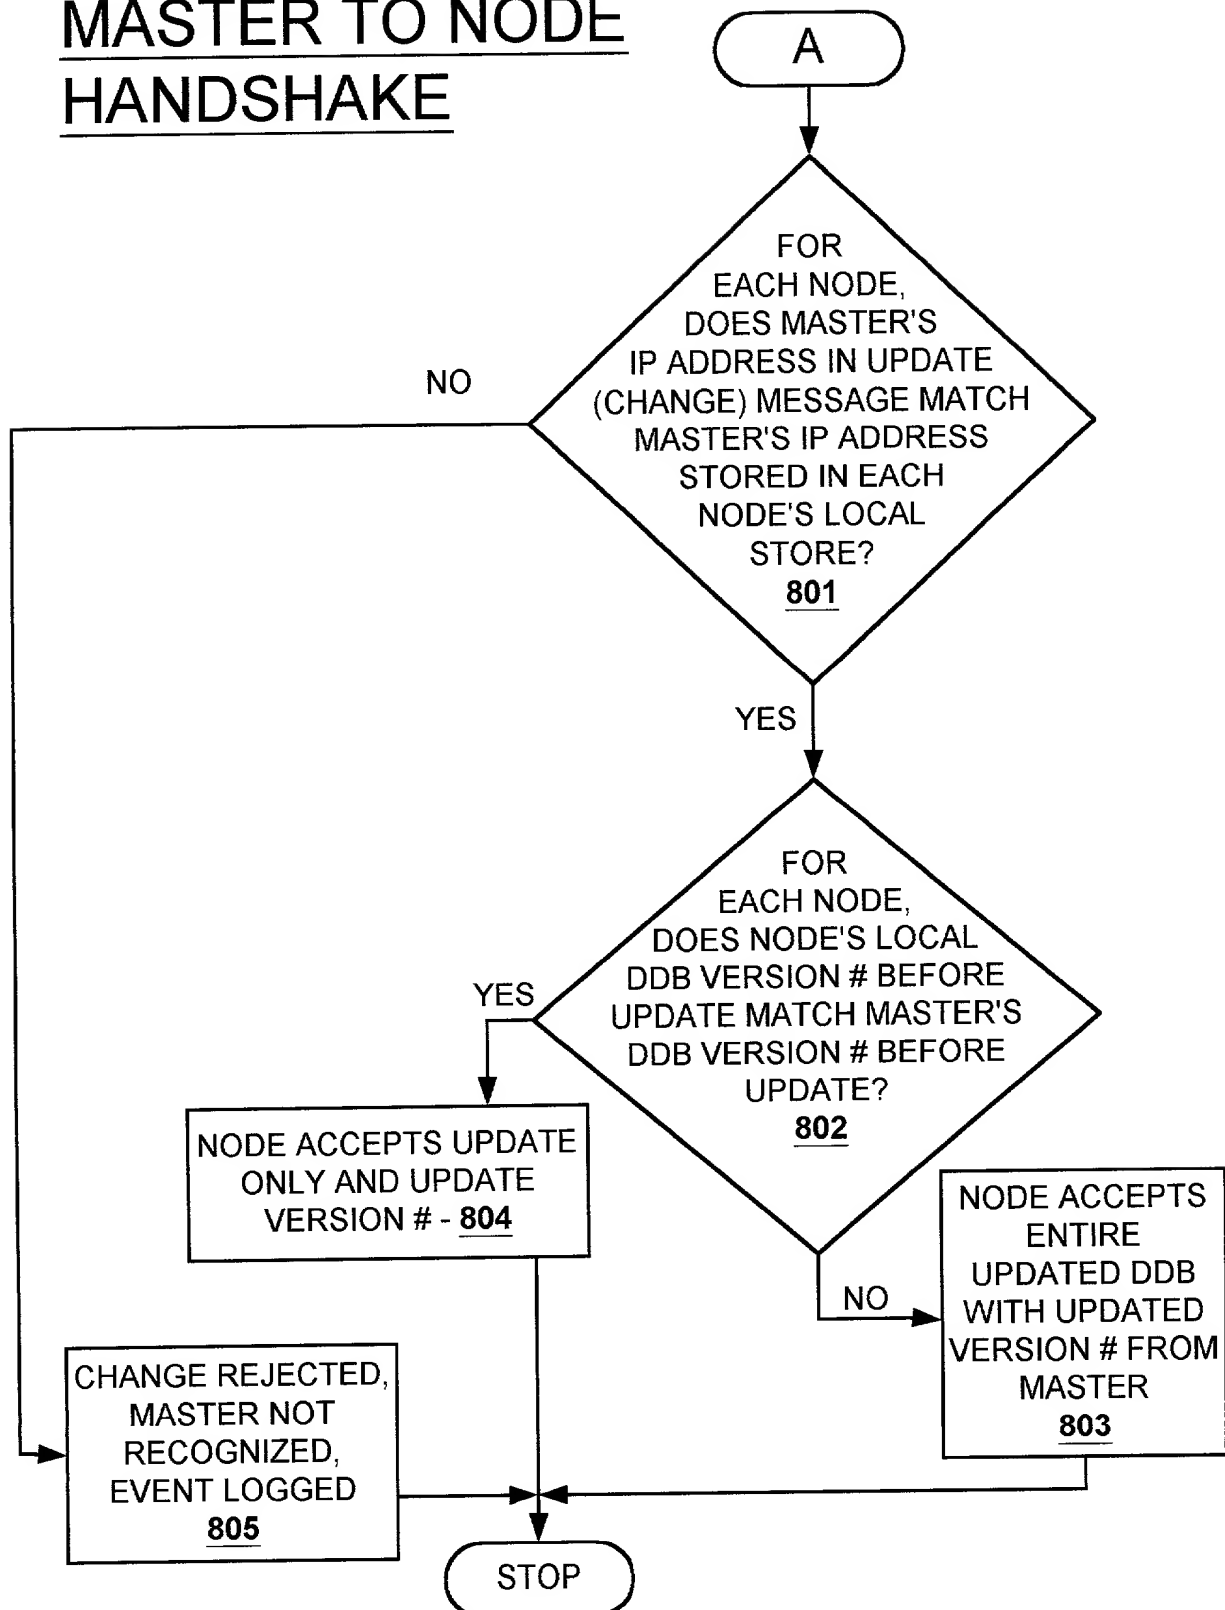 MASTER TO NODE
HANDSHAKE
A
FOR
EACH NODE,
DOES MASTER'S
IP ADDRESS IN UPDATE
(CHANGE) MESSAGE MATCH
MASTER'S IP ADDRESS
STORED IN EACH
NODE'S LOCAL
STORE?
801
NO
YES
FOR
EACH NODE,
DOES NODE'S LOCAL
DDB VERSION # BEFORE
UPDATE MATCH MASTER'S
DDB VERSION # BEFORE
UPDATE?
802
YES
NODE ACCEPTS UPDATE
ONLY AND UPDATE
VERSION # - 804
NO
NODE ACCEPTS
ENTIRE
UPDATED DDB
WITH UPDATED
VERSION # FROM
MASTER
803
CHANGE REJECTED,
MASTER NOT
RECOGNIZED,
EVENT LOGGED
805
STOP